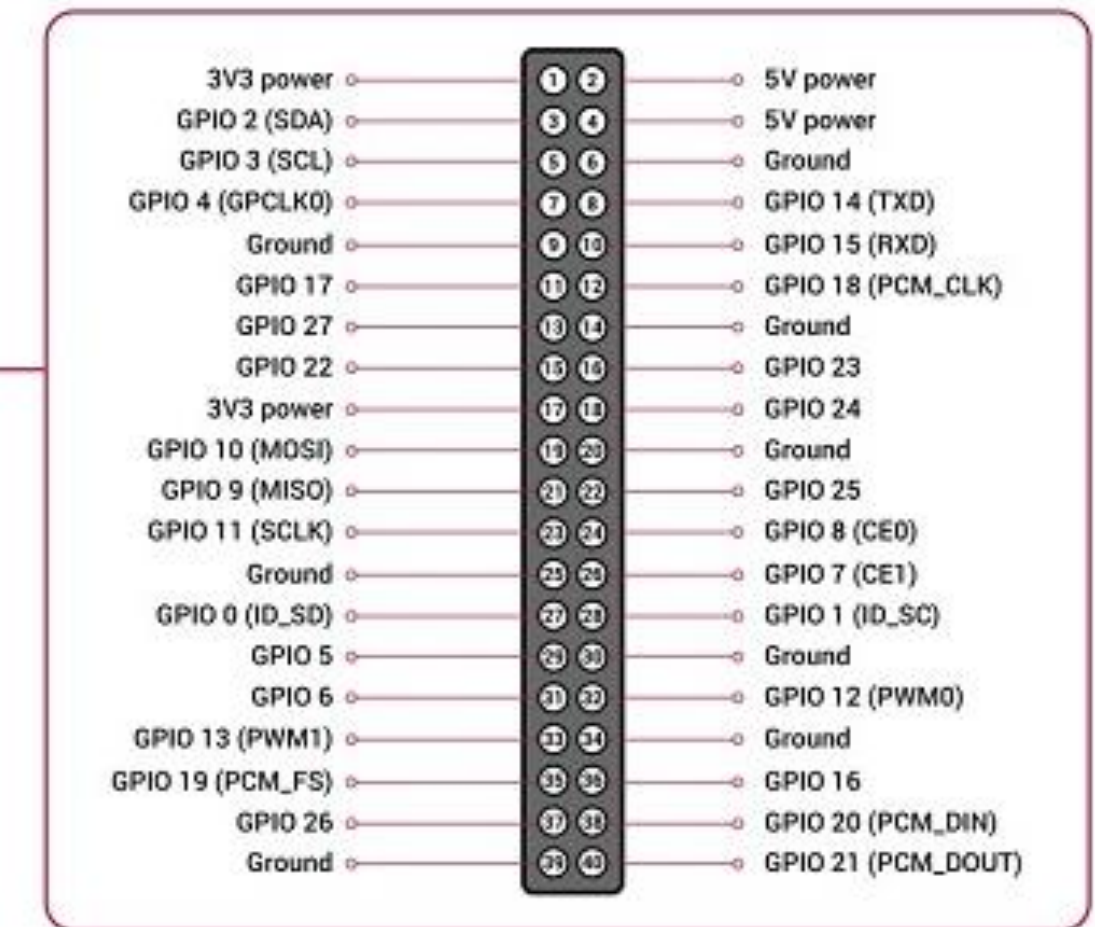 3V3 power 1 2 5V power
GPIO 2 (SDA) 3 4 5V power
GPIO 3 (SCL) 5 6 Ground
GPIO 4 (GPCLK0) 7 8 GPIO 14 (TXD)
Ground 9 10 GPIO 15 (RXD)
GPIO 17 11 12 GPIO 18 (PCM_CLK)
GPIO 27 13 14 Ground
GPIO 22 15 16 GPIO 23
3V3 power 17 18 GPIO 24
GPIO 10 (MOSI) 19 20 Ground
GPIO 9 (MISO) 21 22 GPIO 25
GPIO 11 (SCLK) 23 24 GPIO 8 (CE0)
Ground 25 26 GPIO 7 (CE1)
GPIO 0 (ID_SD) 27 28 GPIO 1 (ID_SC)
GPIO 5 29 30 Ground
GPIO 6 31 32 GPIO 12 (PWM0)
GPIO 13 (PWM1) 33 34 Ground
GPIO 19 (PCM_FS) 35 36 GPIO 16
GPIO 26 37 38 GPIO 20 (PCM_DIN)
Ground 39 40 GPIO 21 (PCM_DOUT)